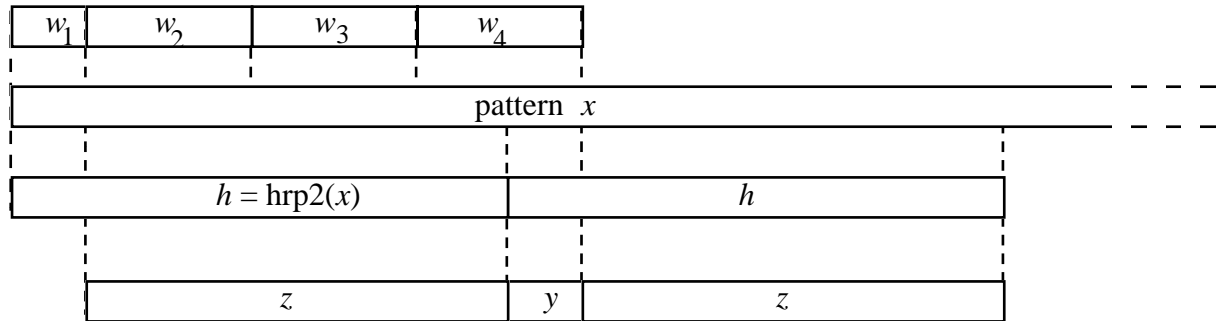 w1 w2 w3 w4
pattern x
h = hrp2(x) h
z y z